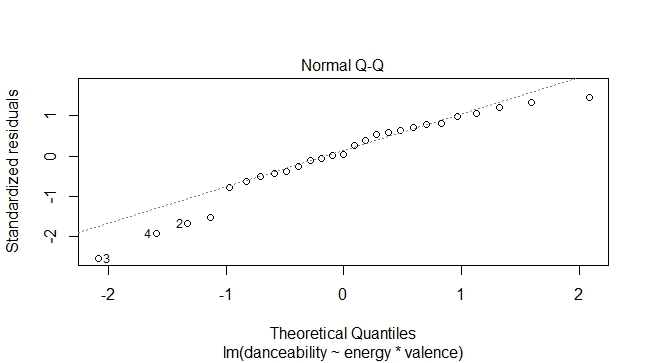 Normal Q-Q
Standardized residuals
1
0
-1
-2
2
4
3
-2 -1 0 1 2
Theoretical Quantiles
lm(danceability ~ energy * valence)